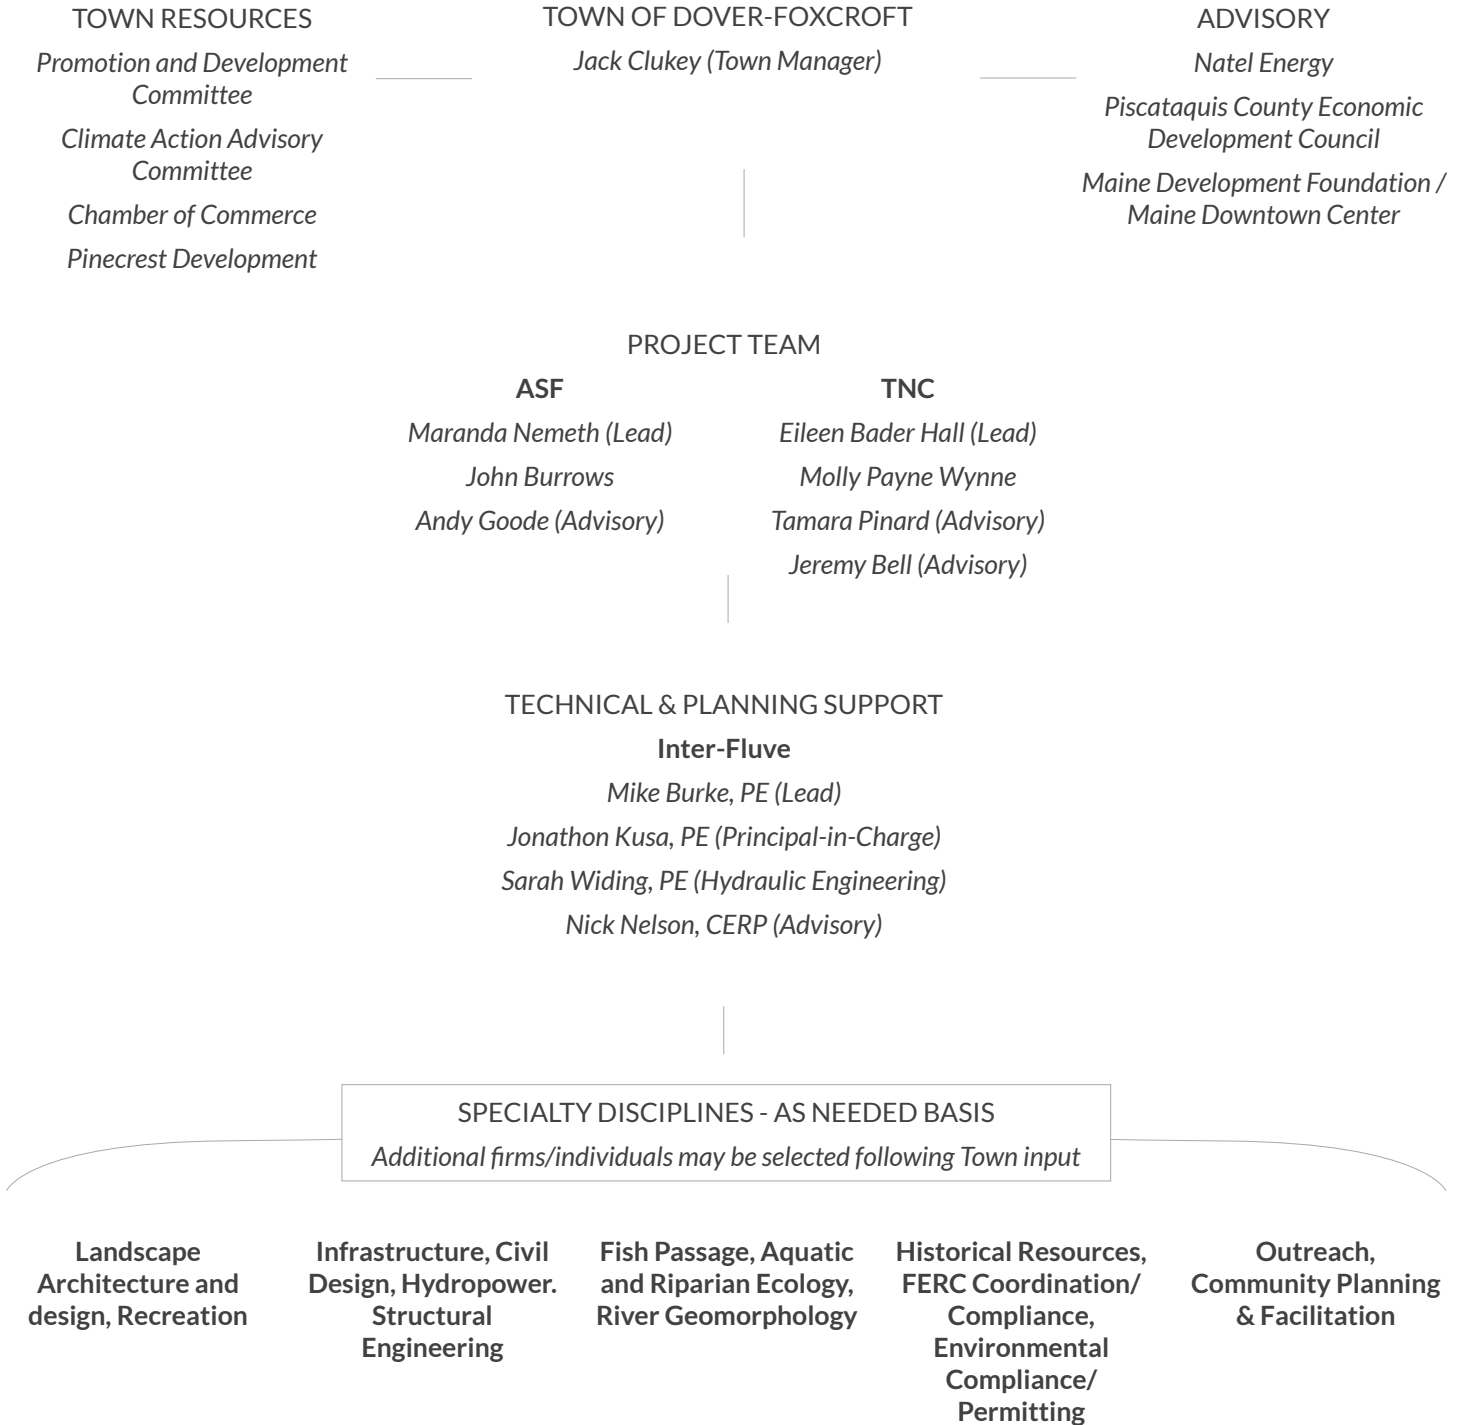 TOWN RESOURCES
Promotion and Development
Committee
Climate Action Advisory
Committee
Chamber of Commerce
Pinecrest Development
TOWN OF DOVER-FOXCROFT
Jack Clukey (Town Manager)
ADVISORY
Natel Energy
Piscataquis County Economic
Development Council
Maine Development Foundation /
Maine Downtown Center
PROJECT TEAM
ASF
Maranda Nemeth (Lead)
John Burrows
Andy Goode (Advisory)
TNC
Eileen Bader Hall (Lead)
Molly Payne Wynne
Tamara Pinard (Advisory)
Jeremy Bell (Advisory)
TECHNICAL & PLANNING SUPPORT
Inter-Fluve
Mike Burke, PE (Lead)
Jonathon Kusa, PE (Principal-in-Charge)
Sarah Widing, PE (Hydraulic Engineering)
Nick Nelson, CERP (Advisory)
SPECIALTY DISCIPLINES - AS NEEDED BASIS
Additional firms/individuals may be selected following Town input
Landscape
Architecture and
design, Recreation
Infrastructure, Civil
Design, Hydropower.
Structural
Engineering
Fish Passage, Aquatic
and Riparian Ecology,
River Geomorphology
Historical Resources,
FERC Coordination/
Compliance,
Environmental
Compliance/
Permitting
Outreach,
Community Planning
& Facilitation